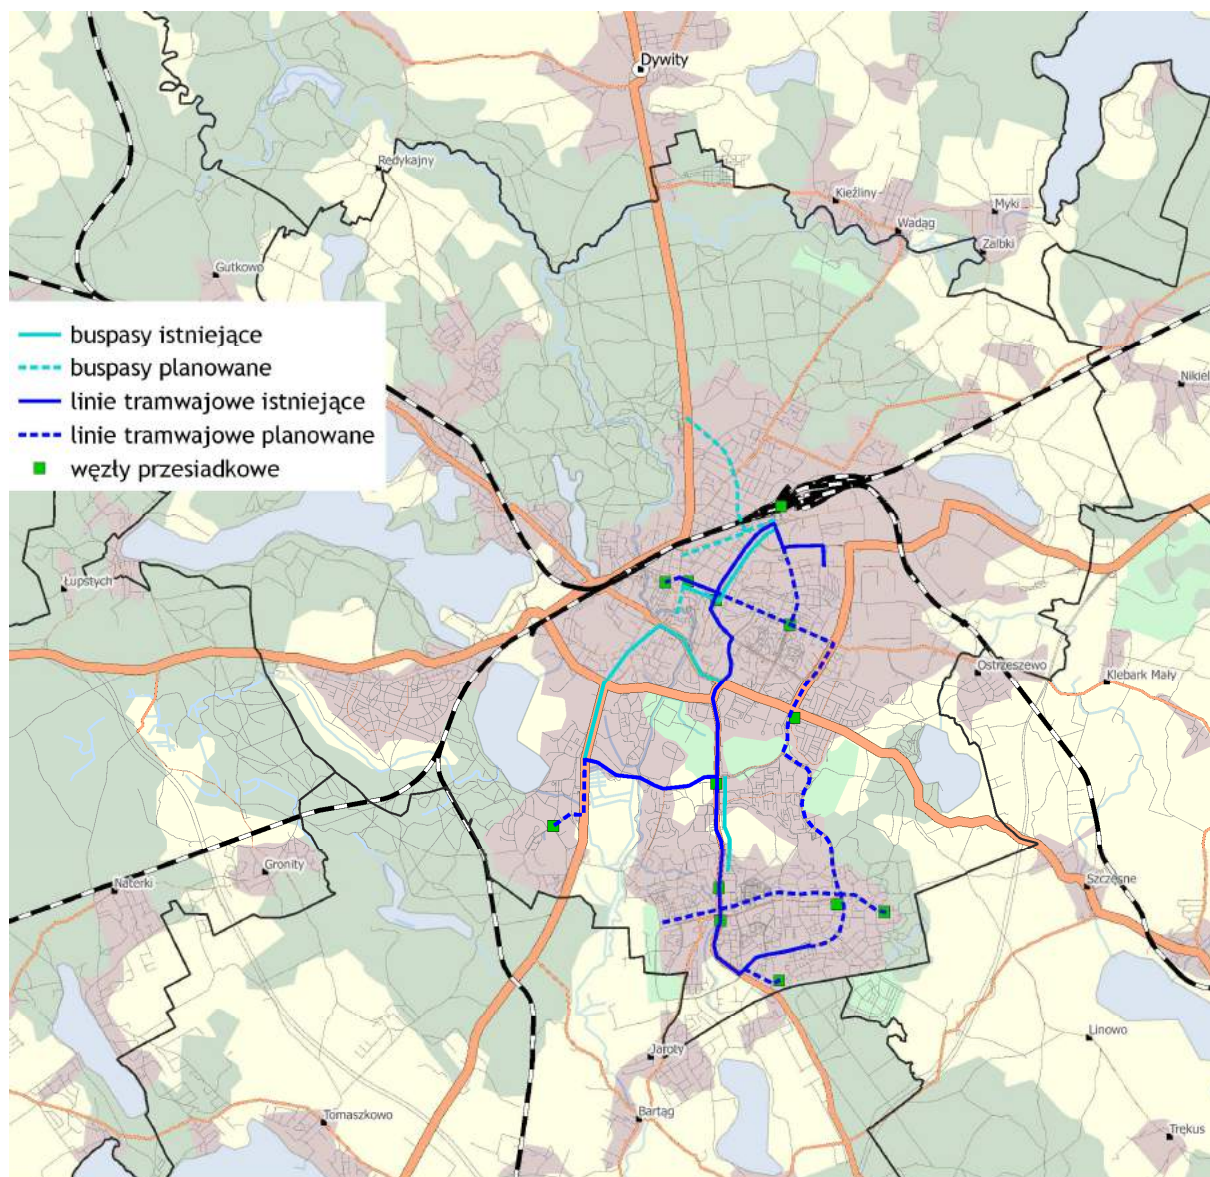 Dywity
Redykajny
Kieźliny
Myki
Wadąg
Zalbki
Gutkowo
buspasy istniejące
buspasy planowane
linie tramwajowe istniejące
linie tramwajowe planowane
węzły przesiadkowe
Nikiel
Łupstych
Ostrzeszewo
Klebark Mały
Gronity
Naterki
Szczęsne
Linowo
Jaroty
Bartąg
Tomaszkowo
Trękus